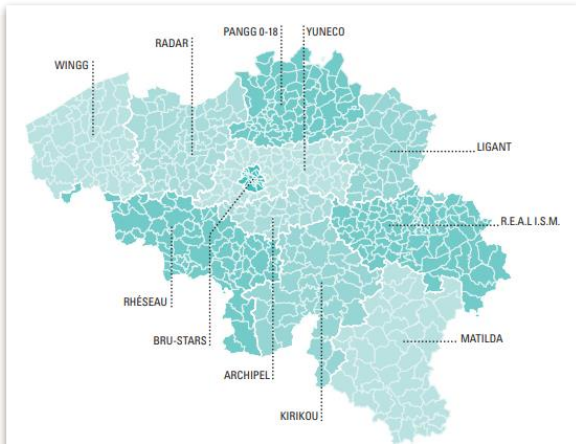 PANGG 0-18
YUNECO
RADAR
WINGG
LIGANT
R.E.A.L I.S.M.
RHÉSEAU
MATILDA
BRU-STARS
ARCHIPEL
KIRIKOU